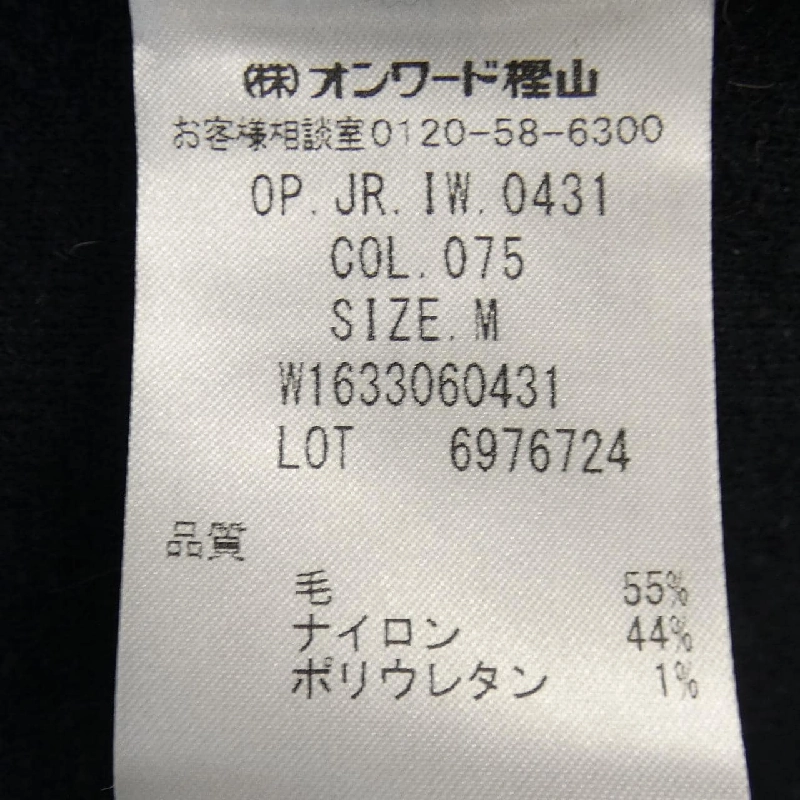 ㈱オンワード樫山
お客様相談室0120-58-6300
OP.JR.IW.0431
COL.075
SIZE.M
W1633060431
LOT 6976724
品質
毛 55%
ナイロン 44%
ポリウレタン 1%